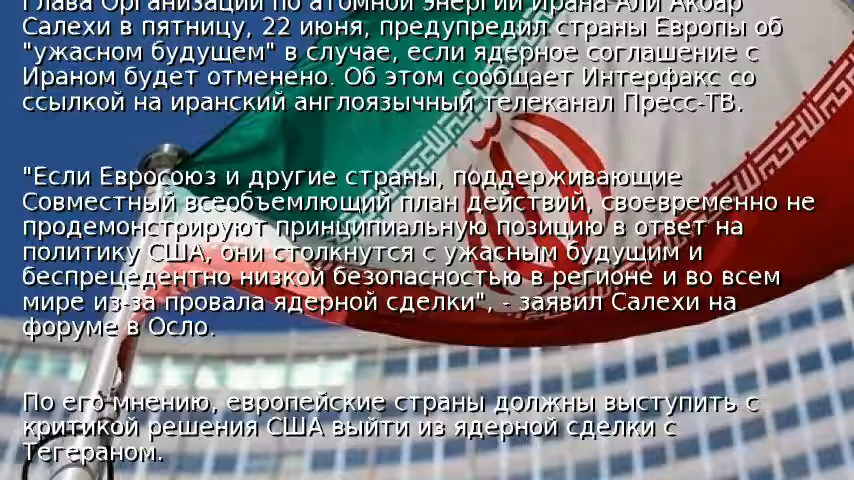 Глава Организации по атомной энергии Ирана Али Акбар
Салехи в пятницу, 22 июня, предупредил страны Европы об
"ужасном будущем" в случае, если ядерное соглашение с
Ираном будет отменено. Об этом сообщает Интерфакс со
ссылкой на иранский англоязычный телеканал Пресс-ТВ.
"Если Евросоюз и другие страны, поддерживающие
Совместный всеобъемлющий план действий, своевременно не
продемонстрируют принципиальную позицию в ответ на
политику США, они столкнутся с ужасным будущим и
беспрецедентно низкой безопасностью в регионе и во всем
мире из-за провала ядерной сделки", - заявил Салехи на
форуме в Осло.
По его мнению, европейские страны должны выступить с
критикой решения США выйти из ядерной сделки с
Тегераном.